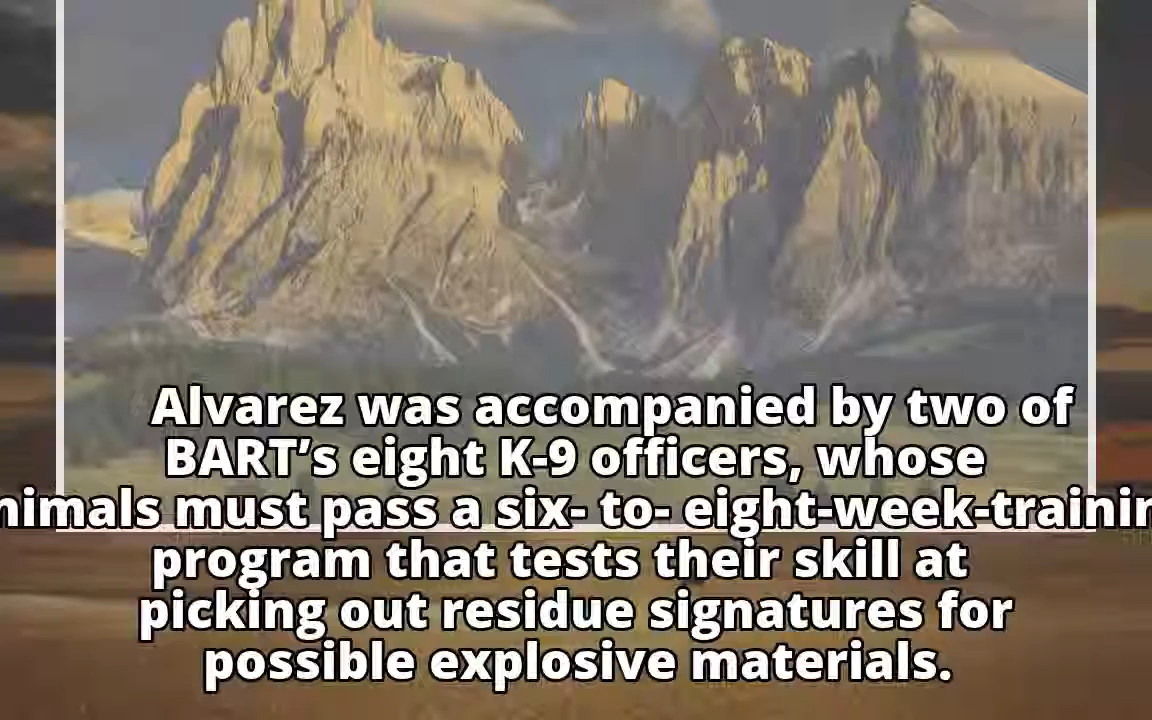 Alvarez was accompanied by two of
BART’s eight K-9 officers, whose
nimals must pass a six- to- eight-week-trainin
program that tests their skill at
picking out residue signatures for
possible explosive materials.